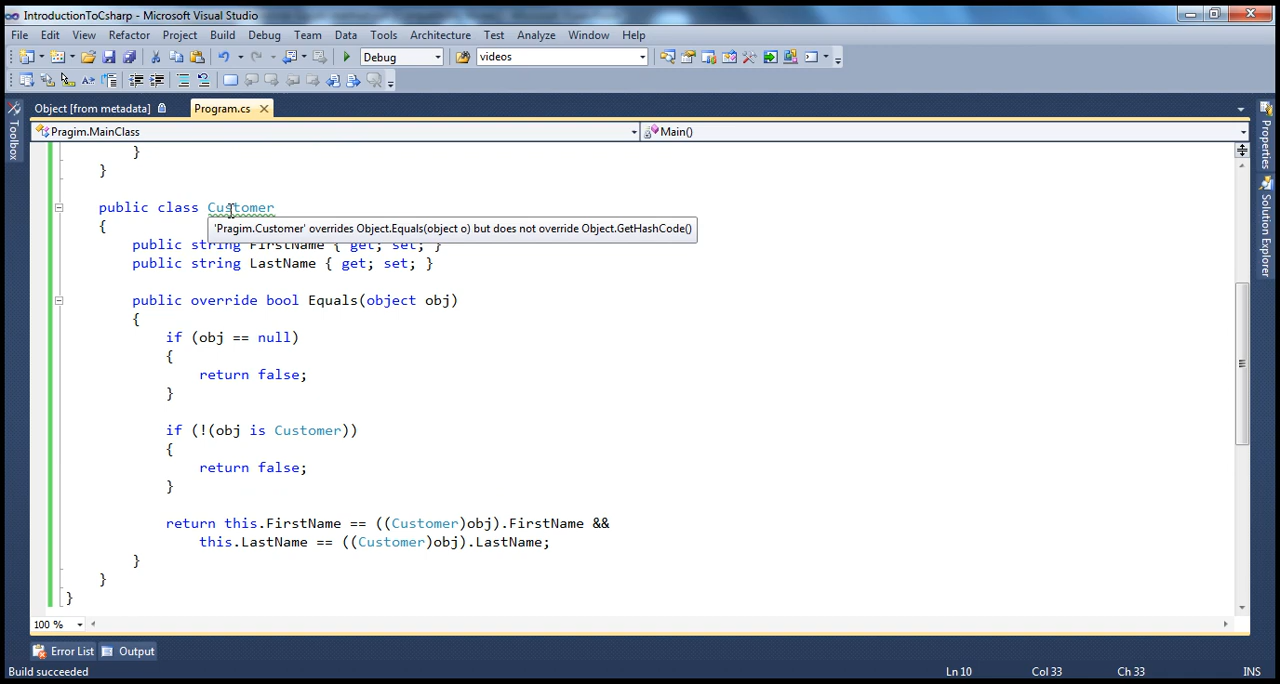 IntroductionToCsharp - Microsoft Visual Studio
File Edit View Refactor Project Build Debug Team Data Tools Architecture Test Analyze Window Help
Debug videos
Object [from metadata] Program.cs
Toolbox
Pragim.MainClass Main()
Properties
Solution Explorer
}
}
public class Customer
{ 'Pragim.Customer' overrides Object.Equals(object o) but does not override Object.GetHashCode()
public string FirstName { get; set; }
public string LastName { get; set; }
public override bool Equals(object obj)
{
if (obj == null)
{
return false;
}
if (!(obj is Customer))
{
return false;
}
return this.FirstName == ((Customer)obj).FirstName &&
this.LastName == ((Customer)obj).LastName;
}
}
}
100 %
Error List Output
Build succeeded Ln 10 Col 33 Ch 33 INS